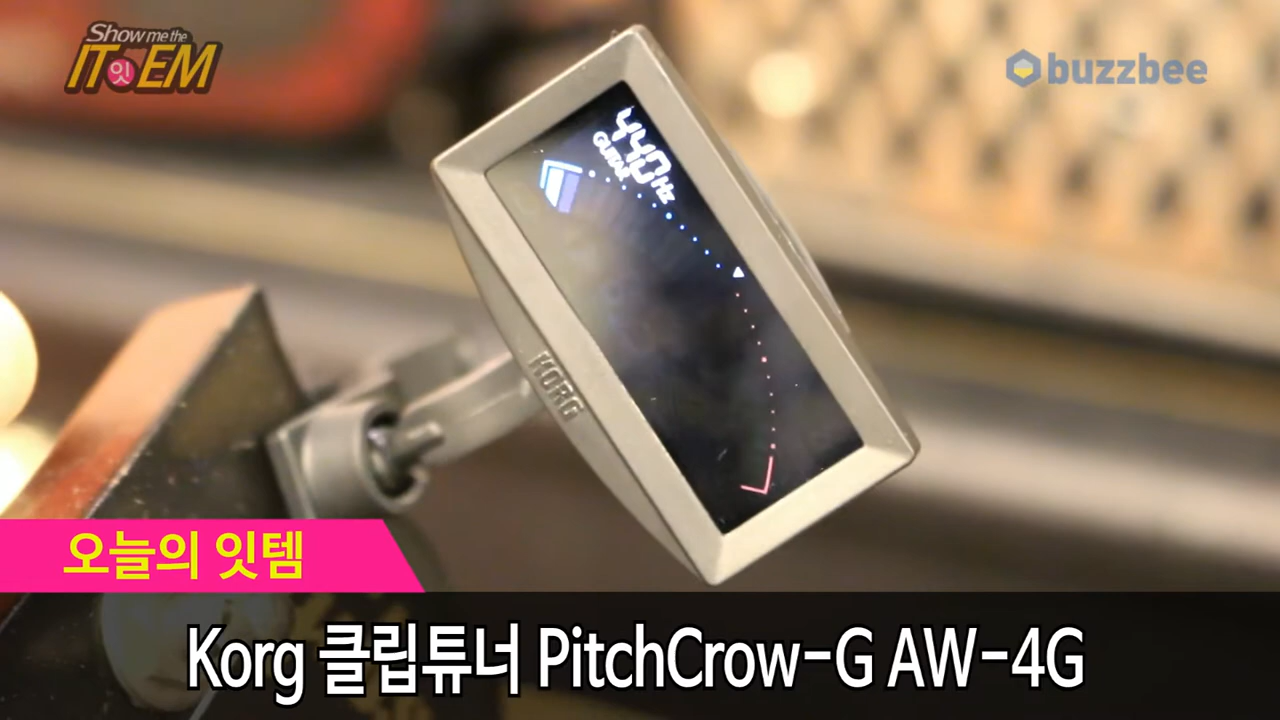 Show me the
IT잇EM
buzzbee
440Hz
GUITAR
KORG
오늘의 잇템
Korg 클립튜너 PitchCrow-G AW-4G